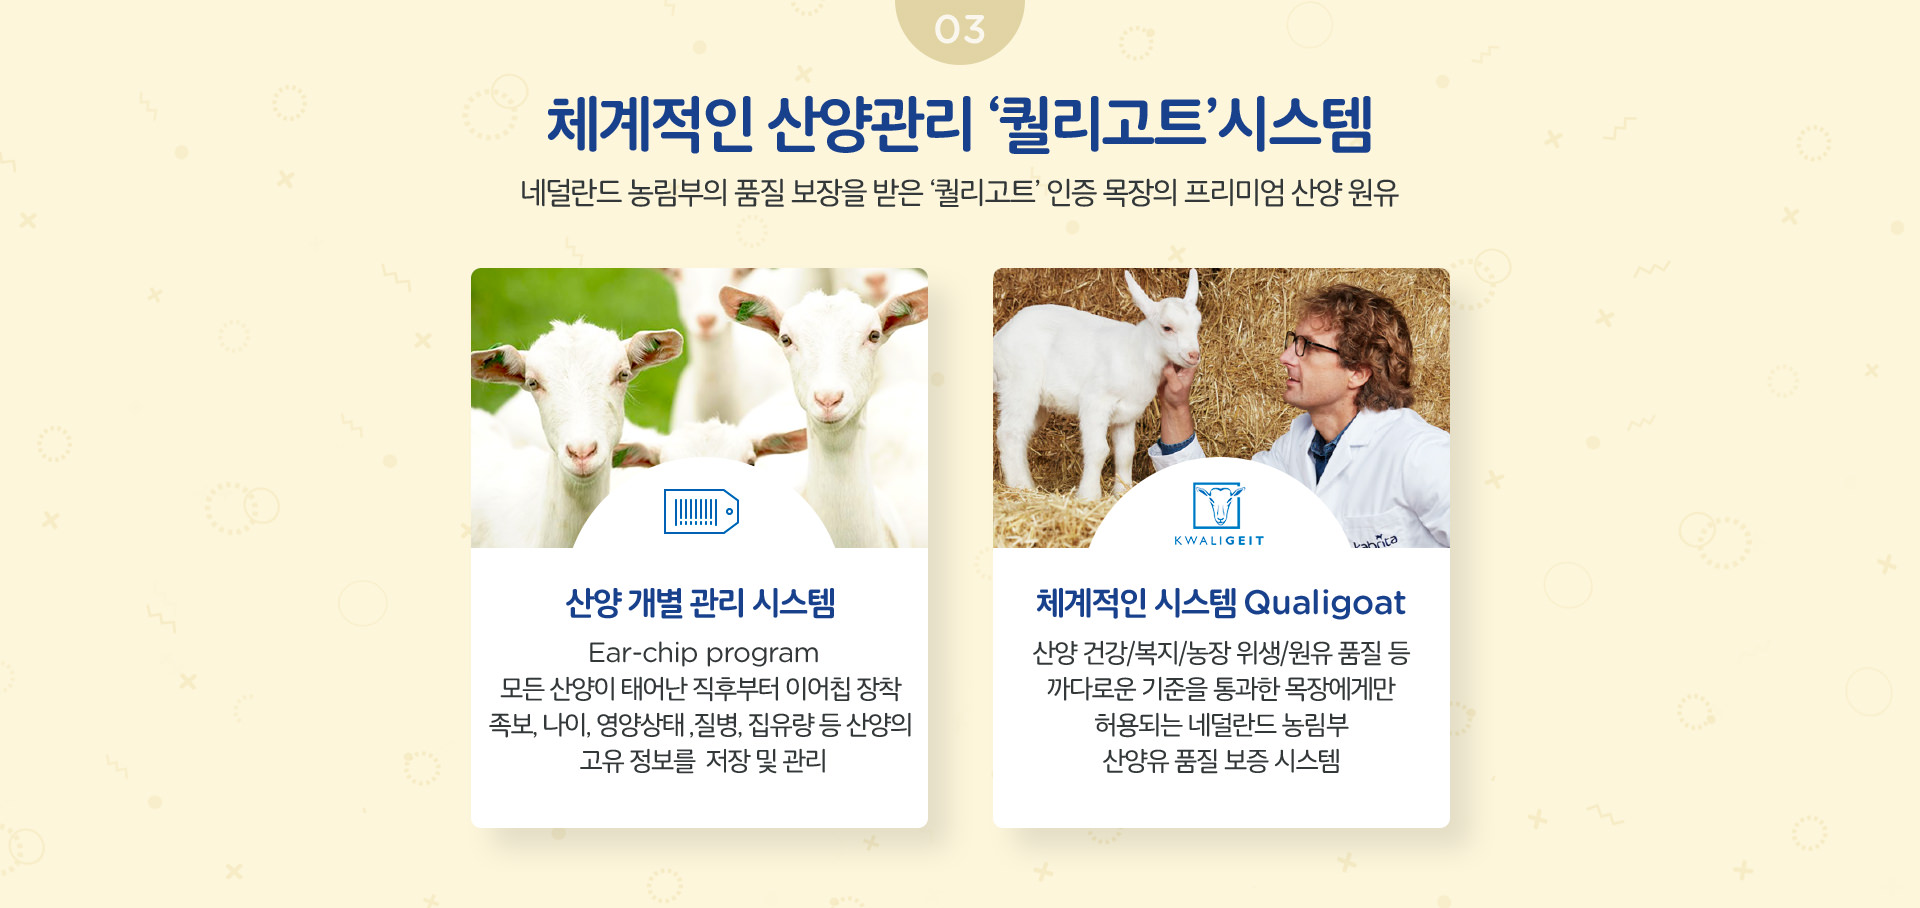 03
체계적인 산양관리 ‘퀄리고트’시스템
네덜란드 농림부의 품질 보장을 받은 ‘퀄리고트’ 인증 목장의 프리미엄 산양 원유
산양 개별 관리 시스템
Ear-chip program
모든 산양이 태어난 직후부터 이어칩 장착
족보, 나이, 영양상태 ,질병, 집유량 등 산양의
고유 정보를 저장 및 관리
kabrita
KWALIGEIT
체계적인 시스템 Qualigoat
산양 건강/복지/농장 위생/원유 품질 등
까다로운 기준을 통과한 목장에게만
허용되는 네덜란드 농림부
산양유 품질 보증 시스템